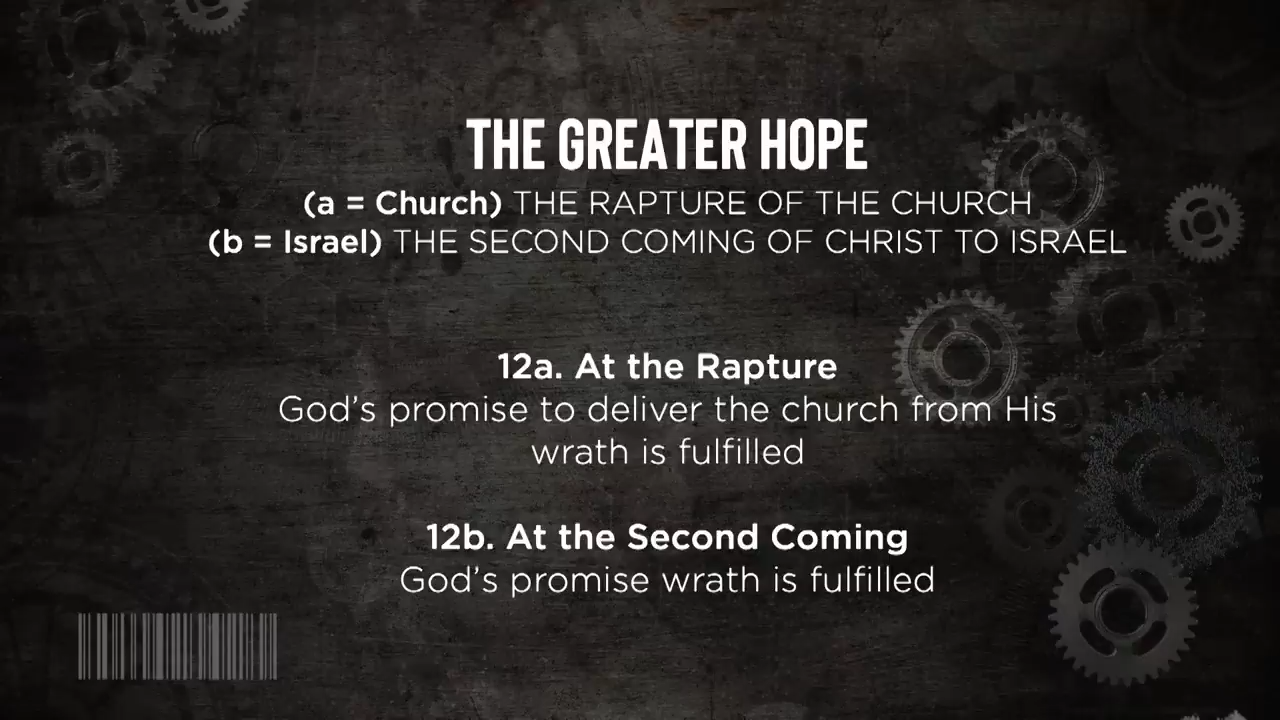 THE GREATER HOPE
(a = Church) THE RAPTURE OF THE CHURCH
(b = Israel) THE SECOND COMING OF CHRIST TO ISRAEL
12a. At the Rapture
God’s promise to deliver the church from His
wrath is fulfilled
12b. At the Second Coming
God’s promise wrath is fulfilled